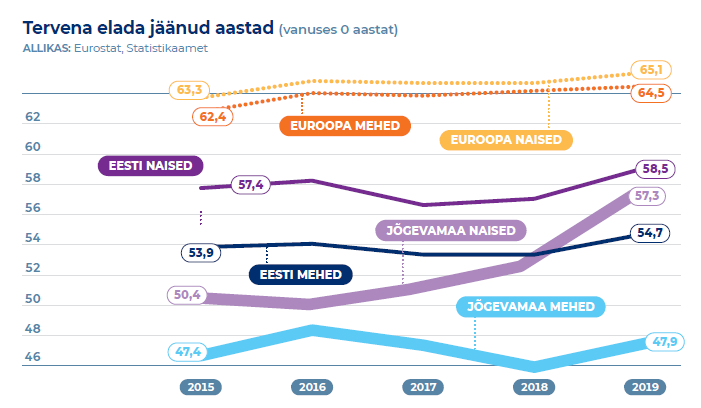 Tervena elada jäänud aastad (vanuses 0 aastat)
ALLIKAS: Eurostat, Statistikaamet
65,1
63,3
64,5
62,4
62
EUROOPA MEHED
EUROOPA NAISED
60
EESTI NAISED
58,5
58
57,4
57,3
56
JÕGEVAMAA NAISED
54,7
54
53,9
EESTI MEHED
52
50,4
50
JÕGEVAMAA MEHED
48
47,9
47,4
46
2015 2016 2017 2018 2019